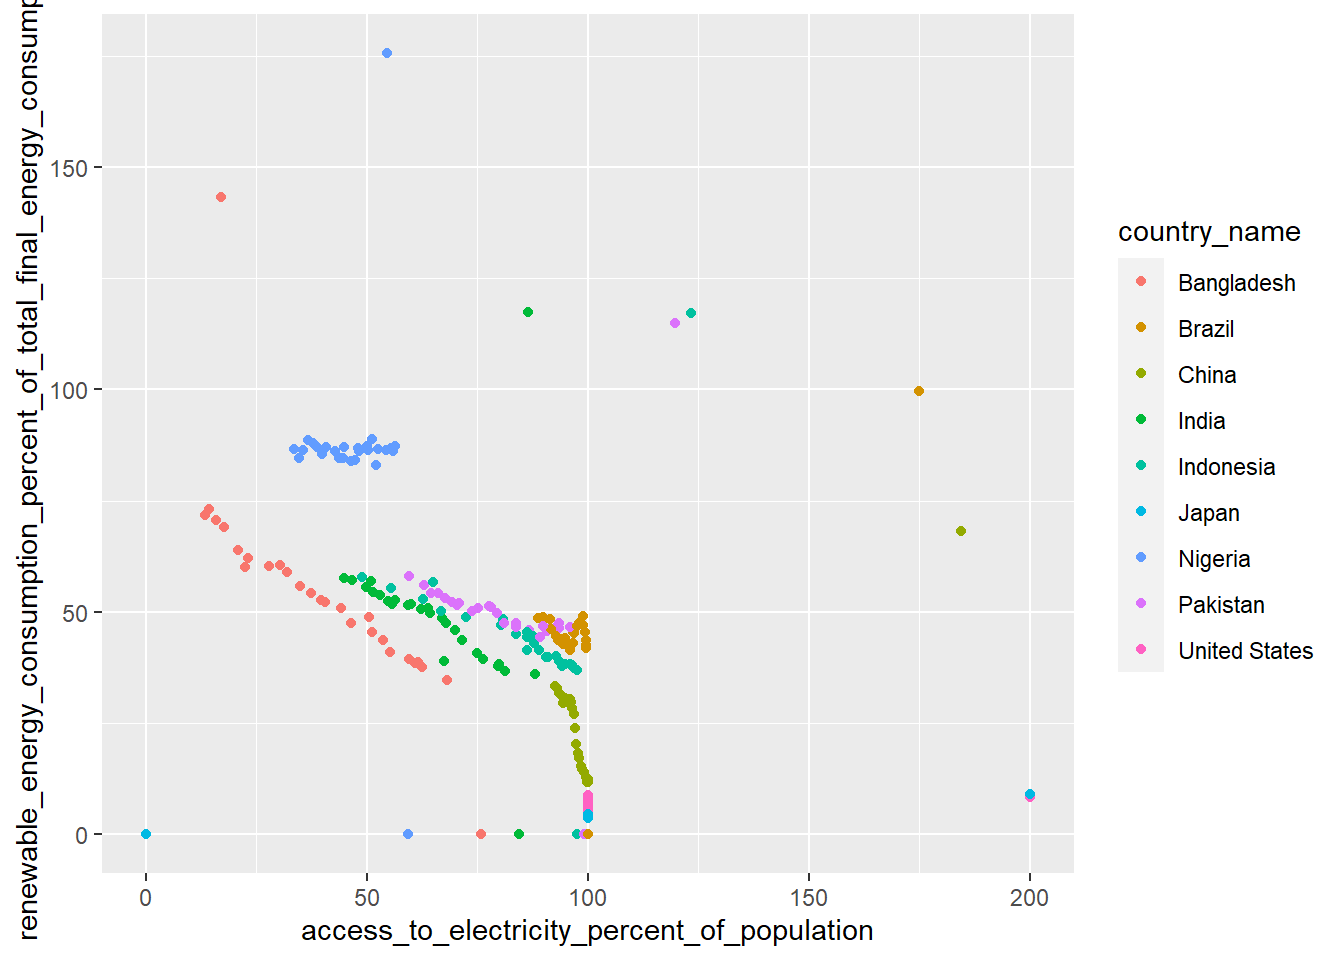 renewable_energy_consumption_percent_of_total_final_energy_consump
150
100
50
0
0
50
100
150
200
access_to_electricity_percent_of_population
country_name
Bangladesh
Brazil
China
India
Indonesia
Japan
Nigeria
Pakistan
United States